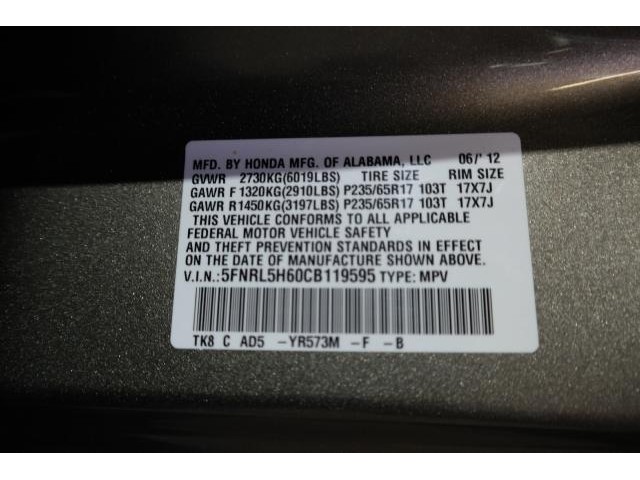 MFD. BY HONDA MFG. OF ALABAMA, LLC 06/'12
GVWR 2730KG(6019LBS) TIRE SIZE RIM SIZE
GAWR F 1320KG(2910LBS) P235/65R17 103T 17X7J
GAWR R1450KG(3197LBS) P235/65R17 103T 17X7J
THIS VEHICLE CONFORMS TO ALL APPLICABLE
FEDERAL MOTOR VEHICLE SAFETY
AND THEFT PREVENTION STANDARDS IN EFFECT
ON THE DATE OF MANUFACTURE SHOWN ABOVE.
V.I.N.:5FNRL5H60CB119595 TYPE: MPV
TK8 C AD5 -YR573M -F -B